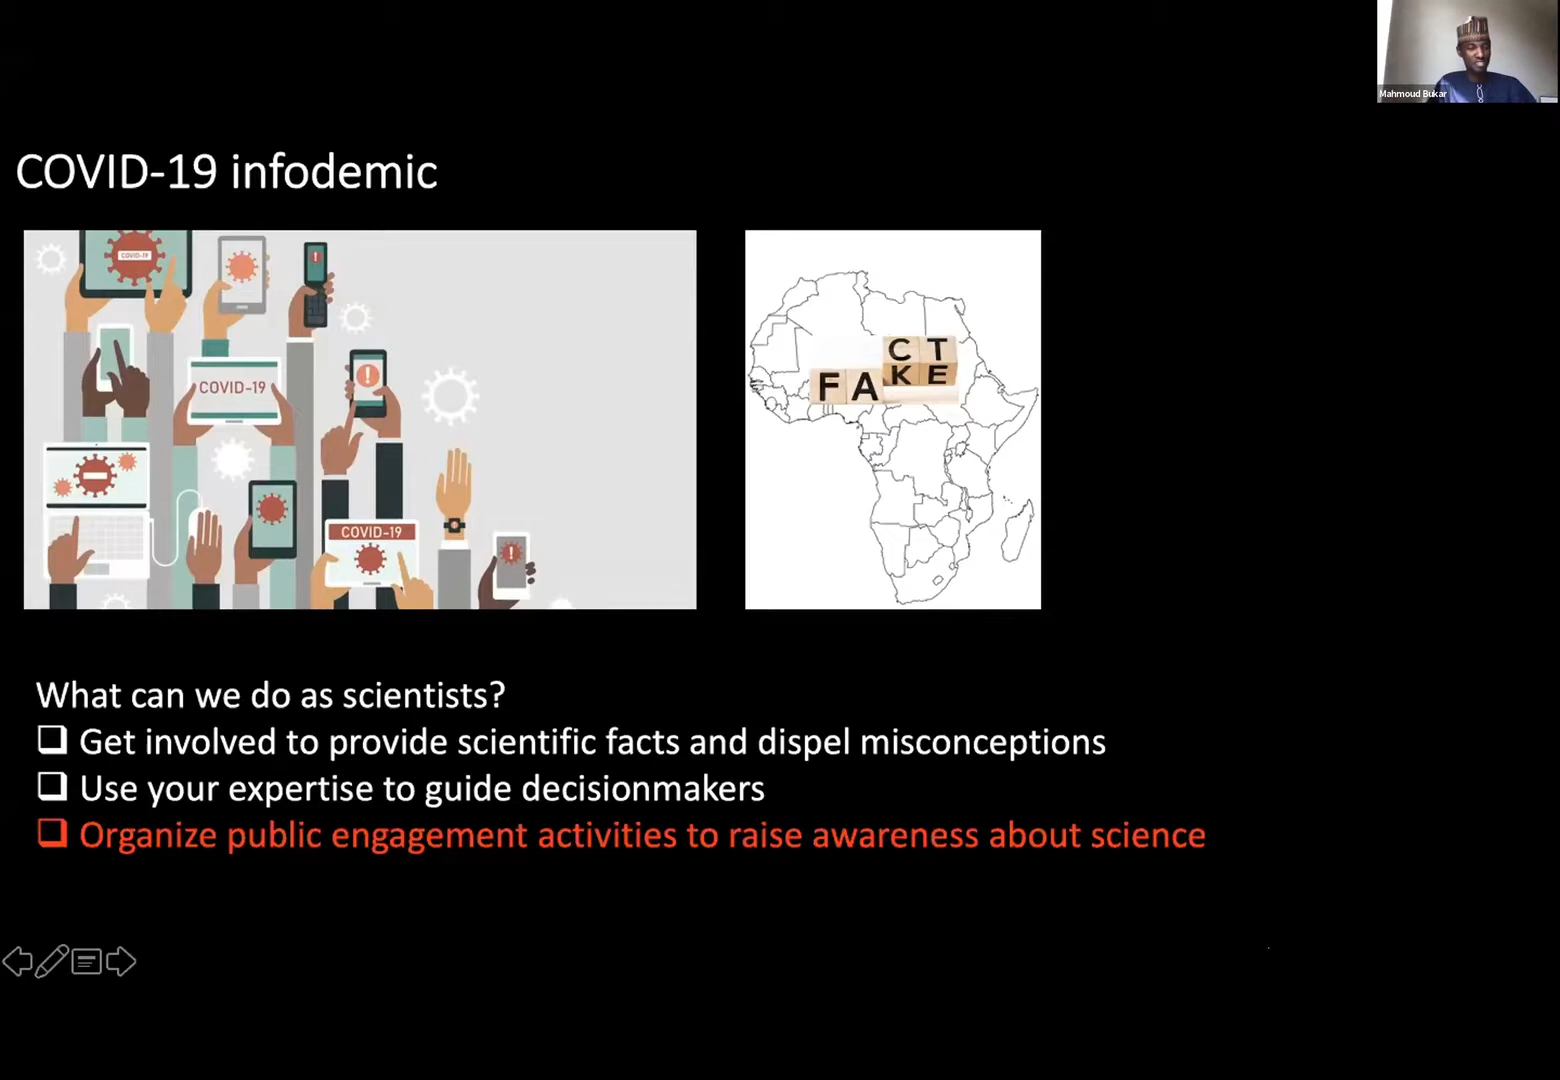 Mahmoud Bukar
COVID-19 infodemic
COVID-19
COVID-19
COVID-19
C T
F A K E
What can we do as scientists?
❑ Get involved to provide scientific facts and dispel misconceptions
❑ Use your expertise to guide decisionmakers
❑ Organize public engagement activities to raise awareness about science